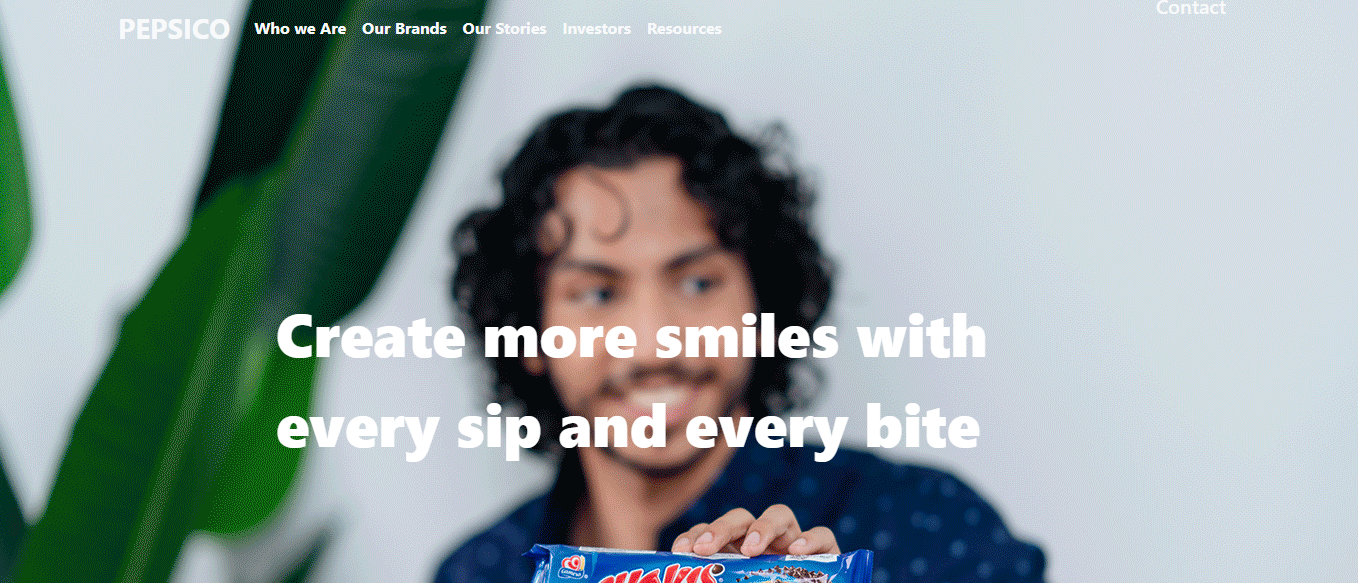 PEPSICO Who we Are Our Brands Our Stories Investors Resources Contact
Create more smiles with
every sip and every bite